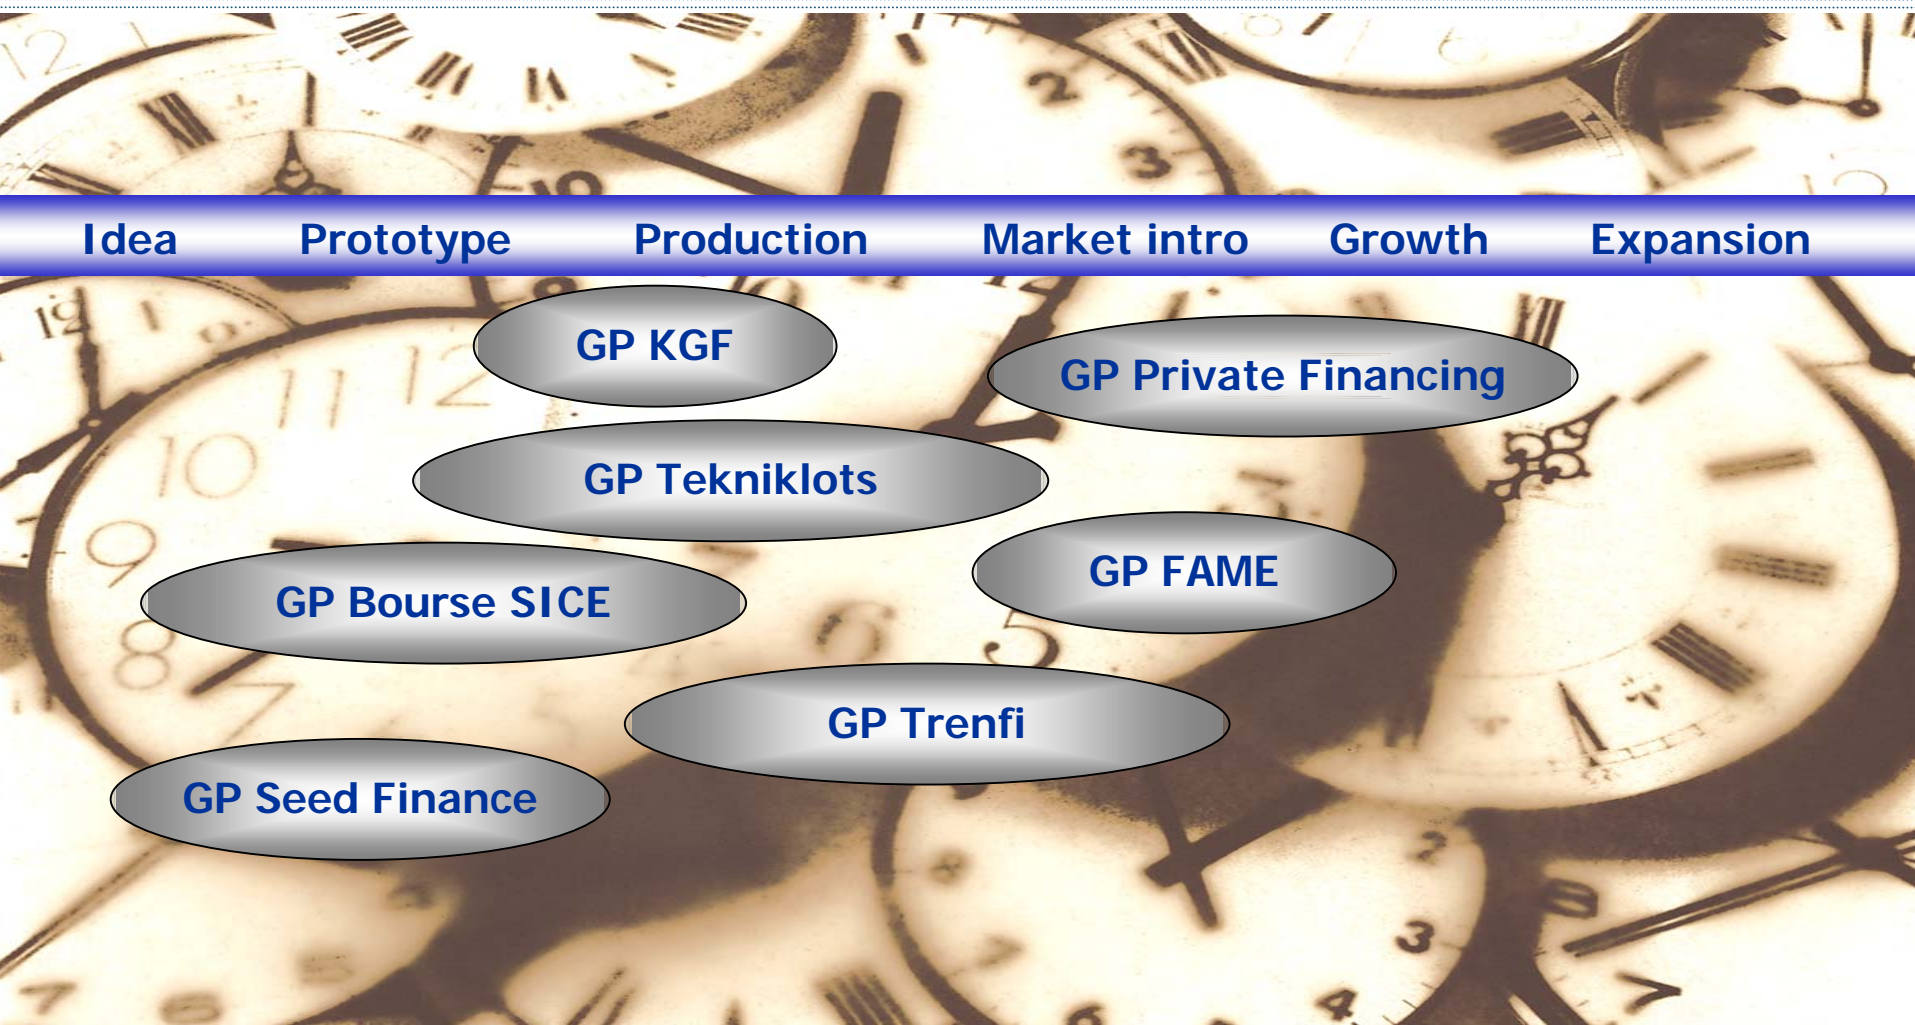 Idea Prototype Production Market intro Growth Expansion
GP KGF
GP Private Financing
GP Tekniklots
GP FAME
GP Bourse SICE
GP Trenfi
GP Seed Finance